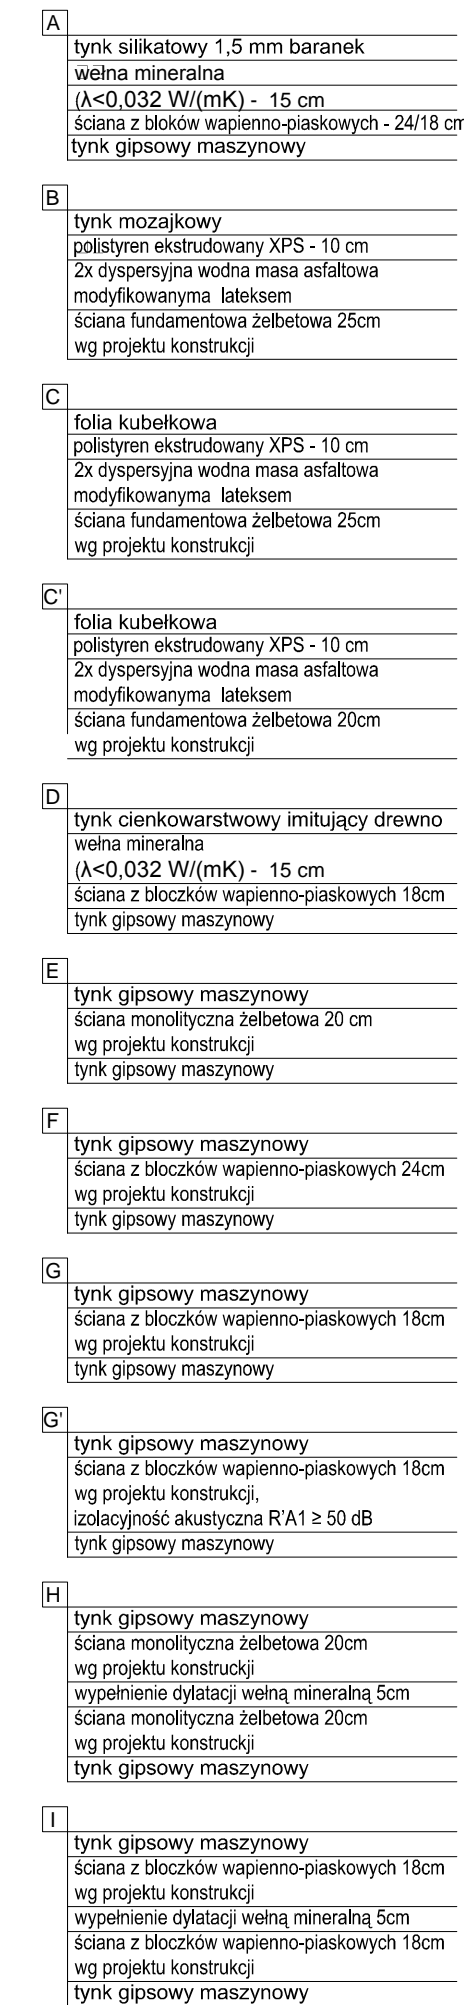 A
tynk silikatowy 1,5 mm baranek
wełna mineralna
(λ<0,032 W/(mK) - 15 cm
ściana z bloków wapienno-piaskowych - 24/18 cm
tynk gipsowy maszynowy
B
tynk mozajkowy
polistyren ekstrudowany XPS - 10 cm
2x dyspersyjna wodna masa asfaltowa
modyfikowanyma lateksem
ściana fundamentowa żelbetowa 25cm
wg projektu konstrukcji
C
folia kubełkowa
polistyren ekstrudowany XPS - 10 cm
2x dyspersyjna wodna masa asfaltowa
modyfikowanyma lateksem
ściana fundamentowa żelbetowa 25cm
wg projektu konstrukcji
C'
folia kubełkowa
polistyren ekstrudowany XPS - 10 cm
2x dyspersyjna wodna masa asfaltowa
modyfikowanyma lateksem
ściana fundamentowa żelbetowa 20cm
wg projektu konstrukcji
D
tynk cienkowarstwowy imitujący drewno
wełna mineralna
(λ<0,032 W/(mK) - 15 cm
ściana z bloczków wapienno-piaskowych 18cm
tynk gipsowy maszynowy
E
tynk gipsowy maszynowy
ściana monolityczna żelbetowa 20 cm
wg projektu konstrukcji
tynk gipsowy maszynowy
F
tynk gipsowy maszynowy
ściana z bloczków wapienno-piaskowych 24cm
wg projektu konstrukcji
tynk gipsowy maszynowy
G
tynk gipsowy maszynowy
ściana z bloczków wapienno-piaskowych 18cm
wg projektu konstrukcji
tynk gipsowy maszynowy
G'
tynk gipsowy maszynowy
ściana z bloczków wapienno-piaskowych 18cm
wg projektu konstrukcji,
izolacyjność akustyczna R'A1 ≥ 50 dB
tynk gipsowy maszynowy
H
tynk gipsowy maszynowy
ściana monolityczna żelbetowa 20cm
wg projektu konstruckji
wypełnienie dylatacji wełną mineralną 5cm
ściana monolityczna żelbetowa 20cm
wg projektu konstruckji
tynk gipsowy maszynowy
I
tynk gipsowy maszynowy
ściana z bloczków wapienno-piaskowych 18cm
wg projektu konstrukcji
wypełnienie dylatacji wełną mineralną 5cm
ściana z bloczków wapienno-piaskowych 18cm
wg projektu konstrukcji
tynk gipsowy maszynowy